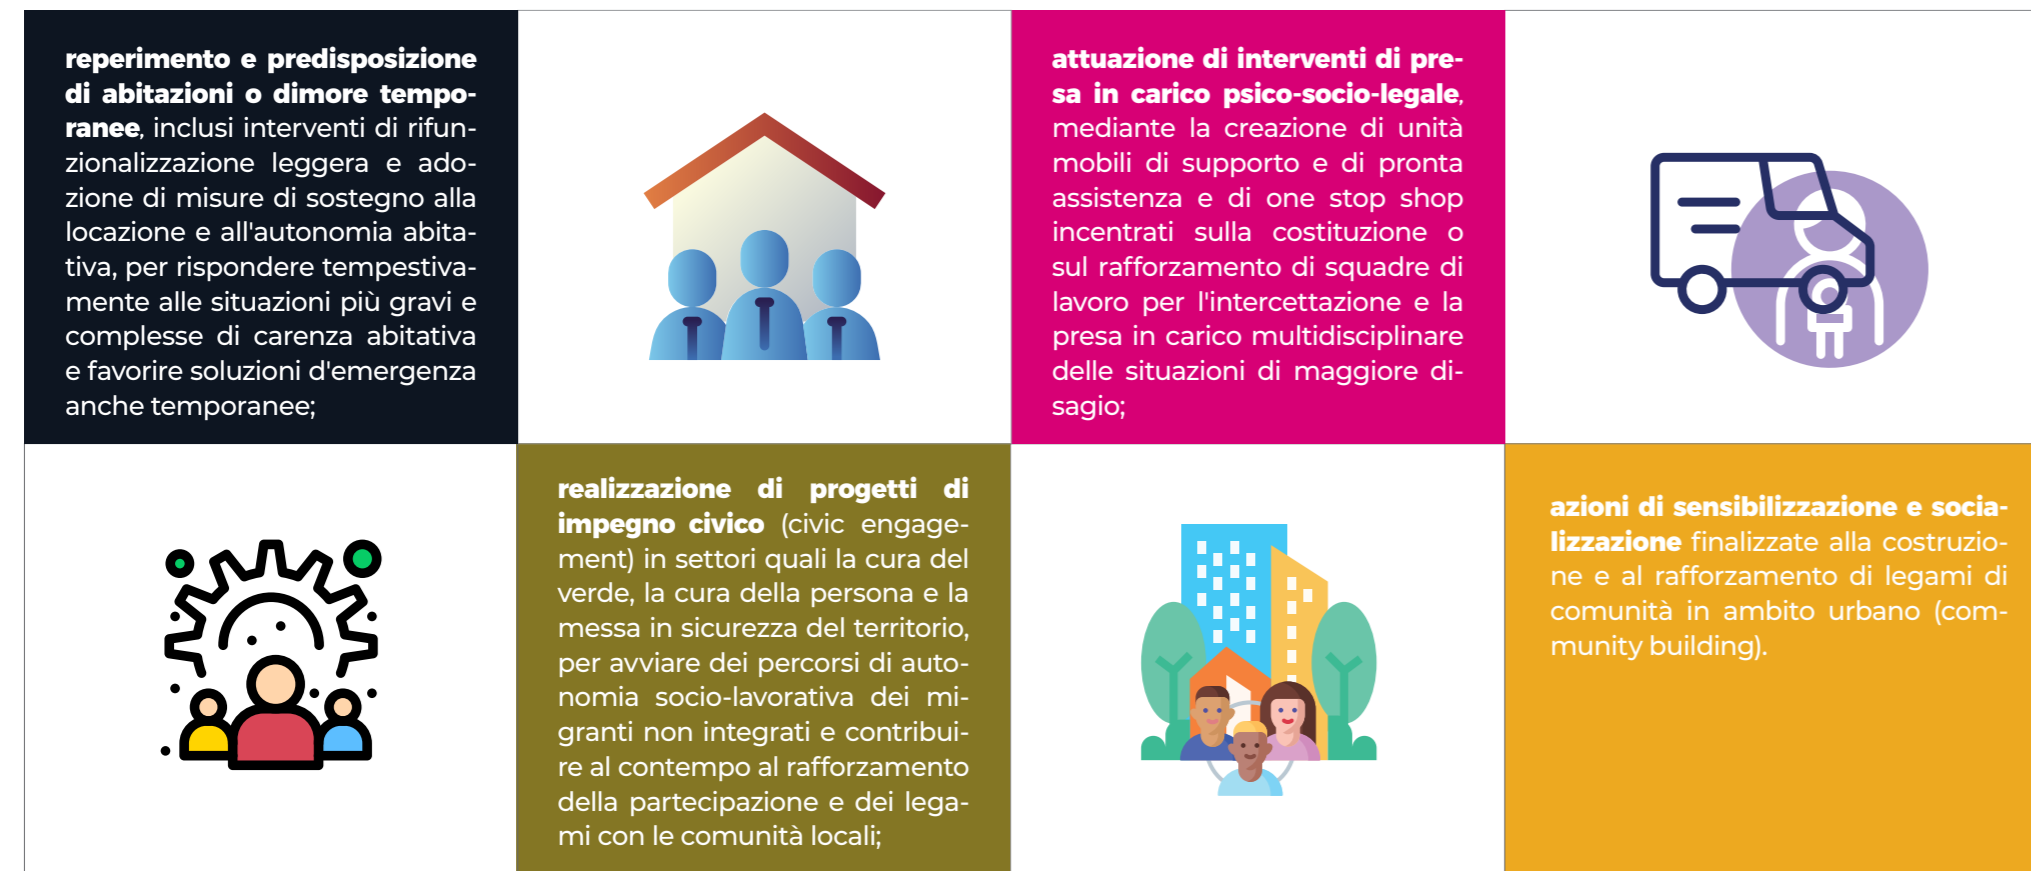 reperimento e predisposizione
di abitazioni o dimore tempo-
ranee, inclusi interventi di rifun-
zionalizzazione leggera e ado-
zione di misure di sostegno alla
locazione e all'autonomia abita-
tiva, per rispondere tempestiva-
mente alle situazioni più gravi e
complesse di carenza abitativa
e favorire soluzioni d'emergenza
anche temporanee;
attuazione di interventi di pre-
sa in carico psico-socio-legale,
mediante la creazione di unità
mobili di supporto e di pronta
assistenza e di one stop shop
incentrati sulla costituzione o
sul rafforzamento di squadre di
lavoro per l'intercettazione e la
presa in carico multidisciplinare
delle situazioni di maggiore di-
sagio;
realizzazione di progetti di
impegno civico (civic engage-
ment) in settori quali la cura del
verde, la cura della persona e la
messa in sicurezza del territorio,
per avviare dei percorsi di auto-
nomia socio-lavorativa dei mi-
granti non integrati e contribui-
re al contempo al rafforzamento
della partecipazione e dei lega-
mi con le comunità locali;
azioni di sensibilizzazione e socia-
lizzazione finalizzate alla costruzio-
ne e al rafforzamento di legami di
comunità in ambito urbano (com-
munity building).